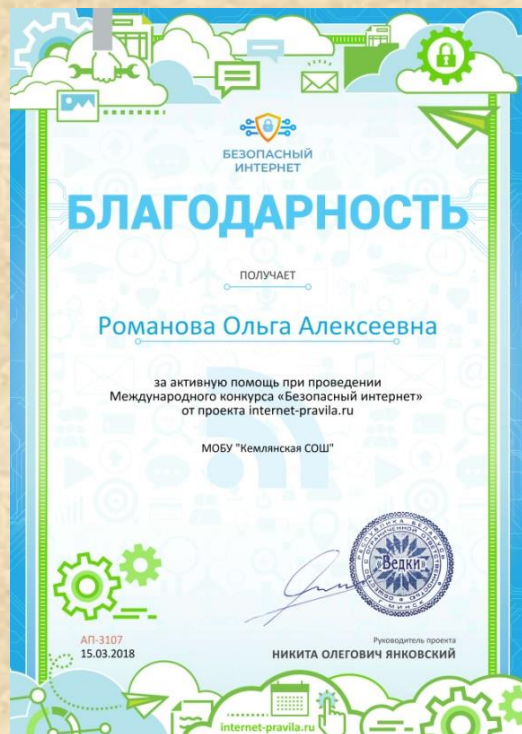 БЕЗОПАСНЫЙ
ИНТЕРНЕТ
БЛАГОДАРНОСТЬ
ПОЛУЧАЕТ
Романова Ольга Алексеевна
за активную помощь при проведении
Международного конкурса «Безопасный интернет»
от проекта internet-pravila.ru
МОБУ "Кемлянская СОШ"
«Ведки»
АП-3107
15.03.2018
Руководитель проекта
НИКИТА ОЛЕГОВИЧ ЯНКОВСКИЙ
internet-pravila.ru